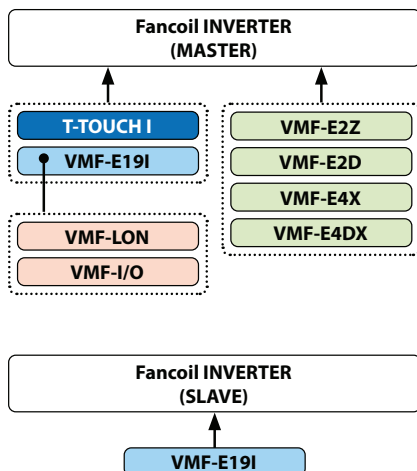 Fancoil INVERTER
(MASTER)
T-TOUCH I
VMF-E19I
VMF-LON
VMF-I/O
VMF-E2Z
VMF-E2D
VMF-E4X
VMF-E4DX
Fancoil INVERTER
(SLAVE)
VMF-E19I